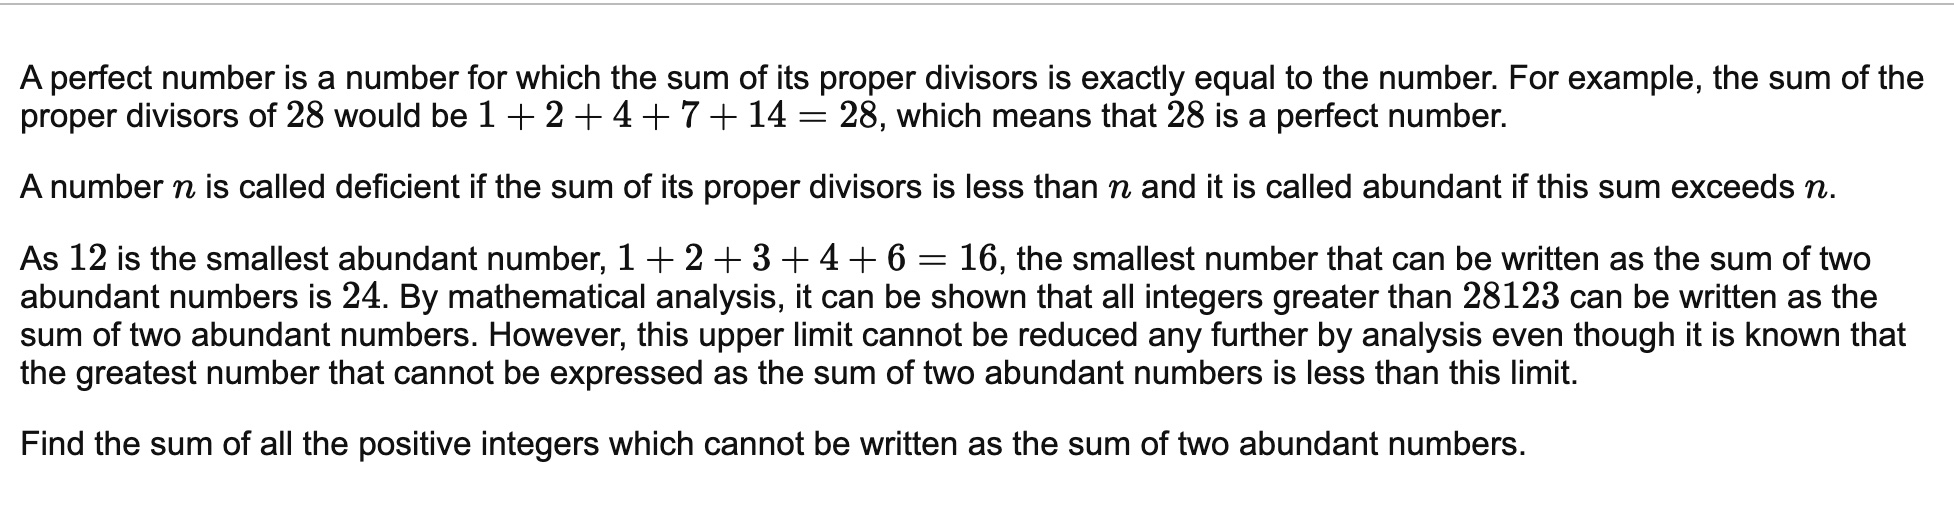 A perfect number is a number for which the sum of its proper divisors is exactly equal to the number. For example, the sum of the
proper divisors of 28 would be 1 + 2 + 4 + 7 + 14 = 28, which means that 28 is a perfect number.
A number n is called deficient if the sum of its proper divisors is less than n and it is called abundant if this sum exceeds n.
As 12 is the smallest abundant number, 1 + 2 + 3 + 4 + 6 = 16, the smallest number that can be written as the sum of two
abundant numbers is 24. By mathematical analysis, it can be shown that all integers greater than 28123 can be written as the
sum of two abundant numbers. However, this upper limit cannot be reduced any further by analysis even though it is known that
the greatest number that cannot be expressed as the sum of two abundant numbers is less than this limit.
Find the sum of all the positive integers which cannot be written as the sum of two abundant numbers.